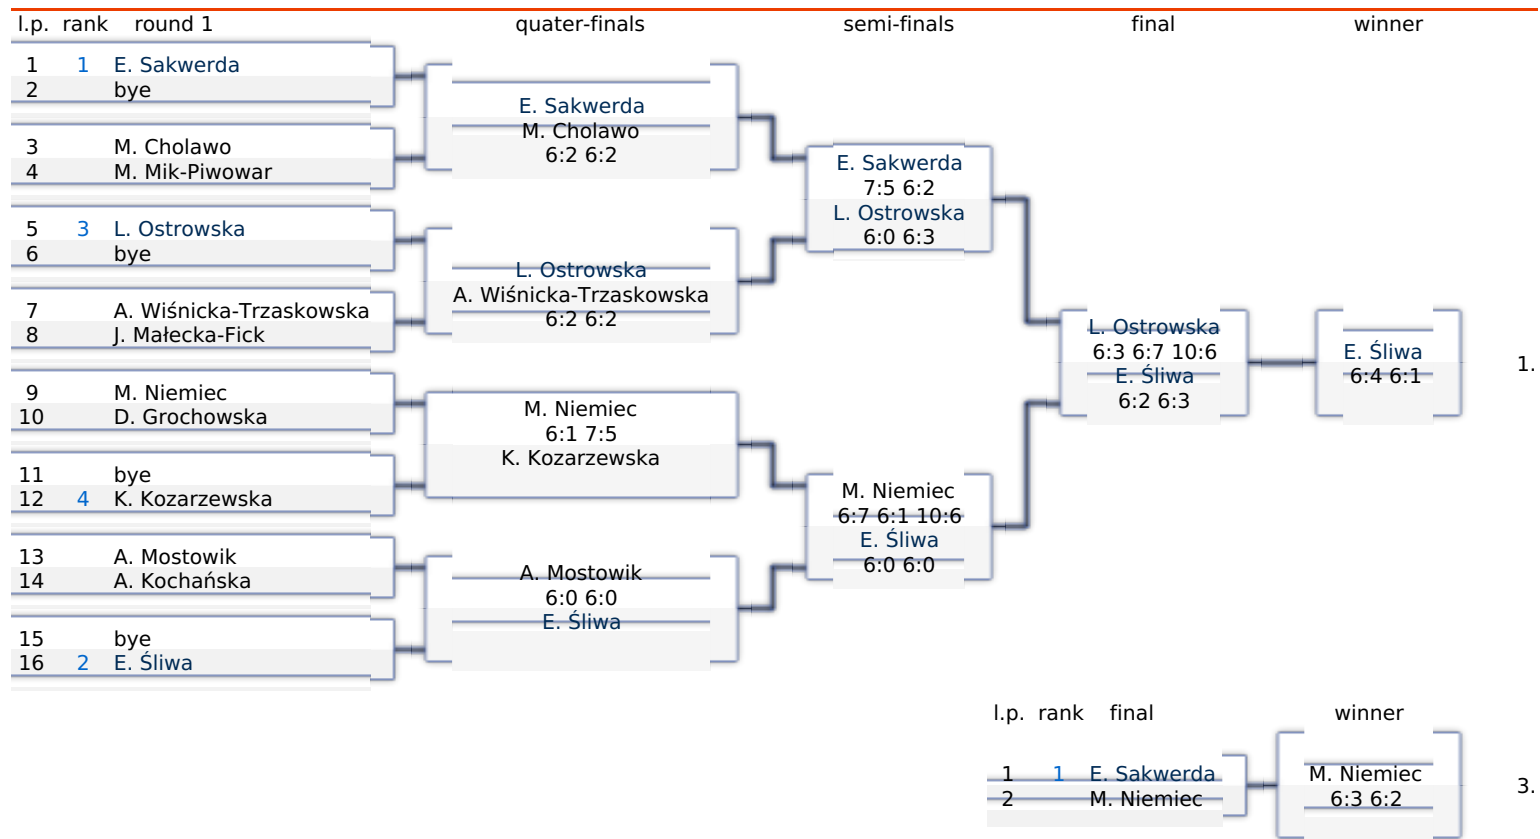 l.p. rank round 1 quater-finals semi-finals final winner
1 1 E. Sakwerda
2 bye
E. Sakwerda
M. Cholawo
6:2 6:2
3 M. Cholawo
4 M. Mik-Piwowar
E. Sakwerda
7:5 6:2
L. Ostrowska
6:0 6:3
5 3 L. Ostrowska
6 bye
L. Ostrowska
A. Wiśnicka-Trzaskowska
6:2 6:2
7 A. Wiśnicka-Trzaskowska
8 J. Małecka-Fick
L. Ostrowska
6:3 6:7 10:6
E. Śliwa
6:2 6:3
E. Śliwa
6:4 6:1
1.
9 M. Niemiec
10 D. Grochowska
M. Niemiec
6:1 7:5
K. Kozarzewska
11 bye
12 4 K. Kozarzewska
M. Niemiec
6:7 6:1 10:6
E. Śliwa
6:0 6:0
13 A. Mostowik
14 A. Kochańska
A. Mostowik
6:0 6:0
E. Śliwa
15 bye
16 2 E. Śliwa
l.p. rank final winner
1 1 E. Sakwerda
2 M. Niemiec
M. Niemiec
6:3 6:2
3.